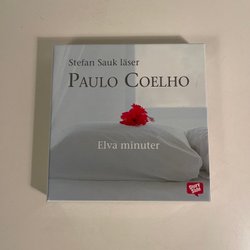 Stefan Sauk läser
PAULO COELHO
Elva minuter